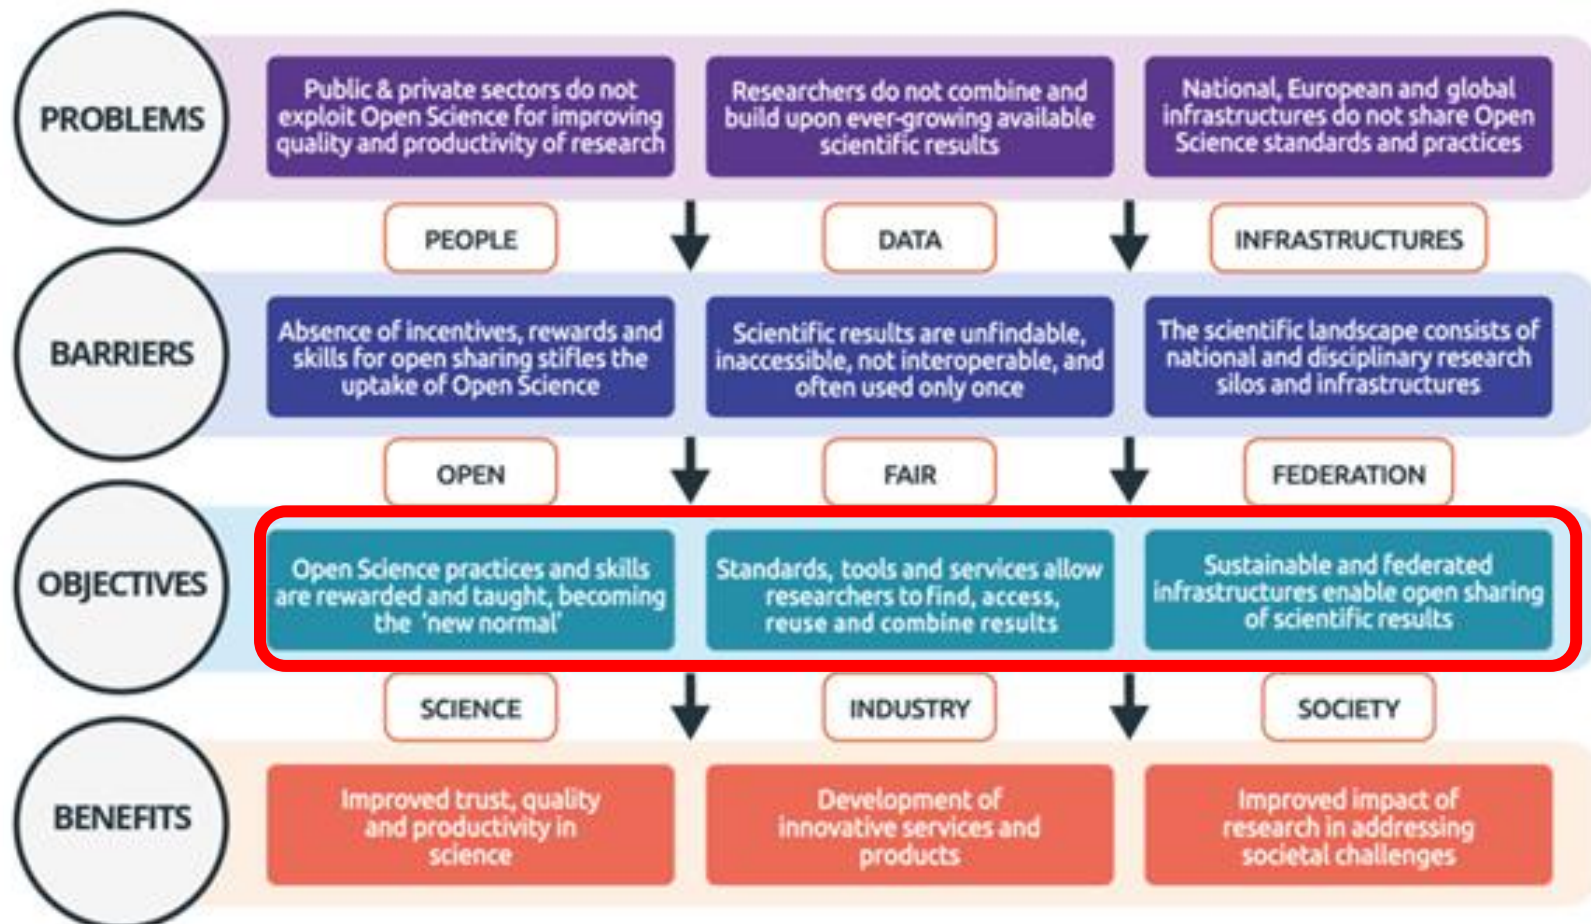 PROBLEMS
Public & private sectors do not
exploit Open Science for improving
quality and productivity of research
Researchers do not combine and
build upon ever-growing available
scientific results
National, European and global
infrastructures do not share Open
Science standards and practices
PEOPLE
DATA
INFRASTRUCTURES
BARRIERS
Absence of incentives, rewards and
skills for open sharing stifles the
uptake of Open Science
Scientific results are unfindable,
inaccessible, not interoperable, and
often used only once
The scientific landscape consists of
national and disciplinary research
silos and infrastructures
OPEN
FAIR
FEDERATION
OBJECTIVES
Open Science practices and skills
are rewarded and taught, becoming
the 'new normal'
Standards, tools and services allow
researchers to find, access,
reuse and combine results
Sustainable and federated
infrastructures enable open sharing
of scientific results
SCIENCE
INDUSTRY
SOCIETY
BENEFITS
Improved trust, quality
and productivity in
science
Development of
innovative services and
products
Improved impact of
research in addressing
societal challenges